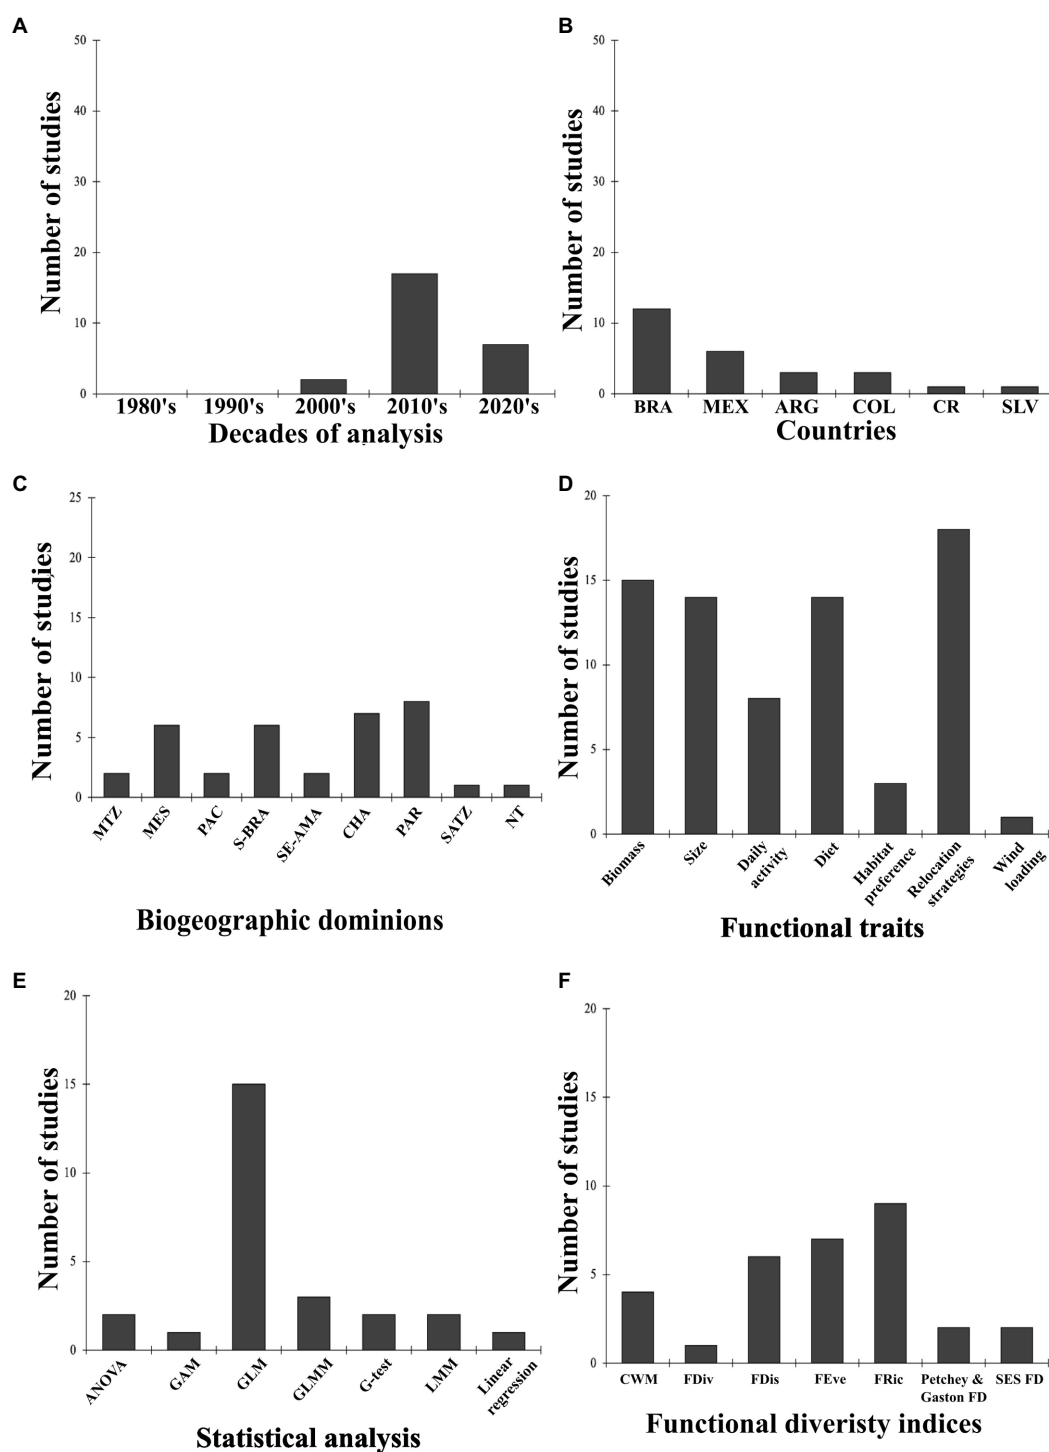 A
50
40
30
20
10
0
Number of studies
1980's 1990's 2000's 2010's 2020's
Decades of analysis
B
50
40
30
20
10
0
Number of studies
BRA MEX ARG COL CR SLV
Countries
C
25
20
15
10
5
0
Number of studies
MTZ MES PAC S-BRA SE-AMA CHA PAR SATZ NT
Biogeographic dominions
D
20
15
10
5
0
Number of studies
Biomass
Size
Daily
activity
Diet
Habitat
preference
Relocation
strategies
Wind
loading
Functional traits
E
20
15
10
5
0
Number of studies
ANOVA
GAM
GLM
GLMM
G-test
LMM
Linear
regression
Statistical analysis
F
20
15
10
5
0
Number of studies
CWM FDiv FDis FEve FRic Petchey & SES FD
Gaston FD
Functional diveristy indices